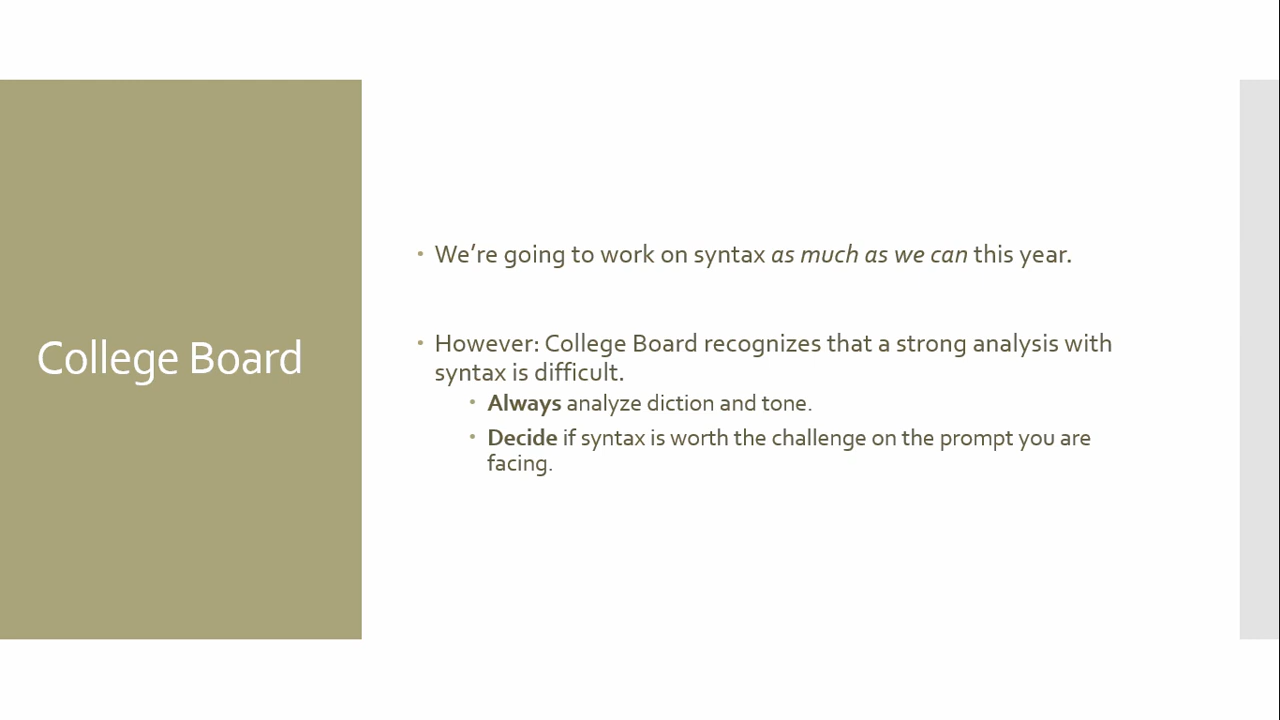 College Board
• We’re going to work on syntax as much as we can this year.
• However: College Board recognizes that a strong analysis with
syntax is difficult.
• Always analyze diction and tone.
• Decide if syntax is worth the challenge on the prompt you are
facing.